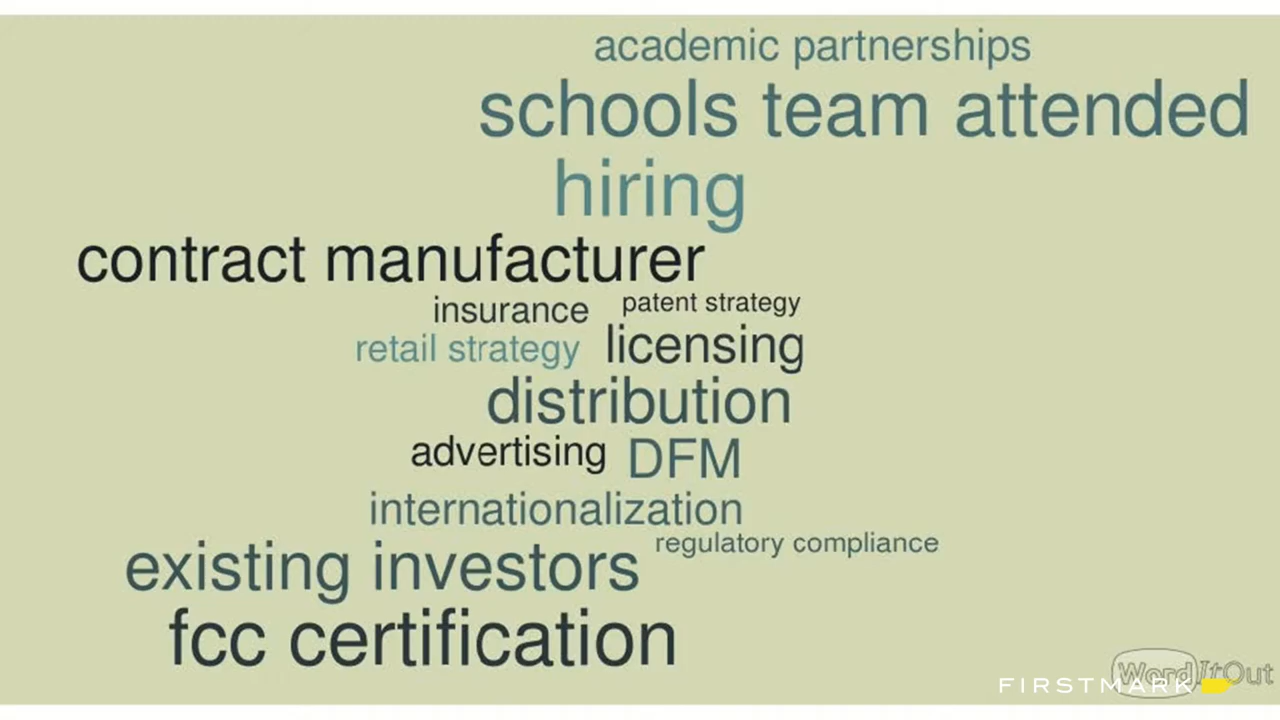 academic partnerships
schools team attended
hiring
contract manufacturer
insurance patent strategy
retail strategy licensing
distribution
advertising DFM
internationalization
regulatory compliance
existing investors
fcc certification
WordItOut
FIRSTMARK